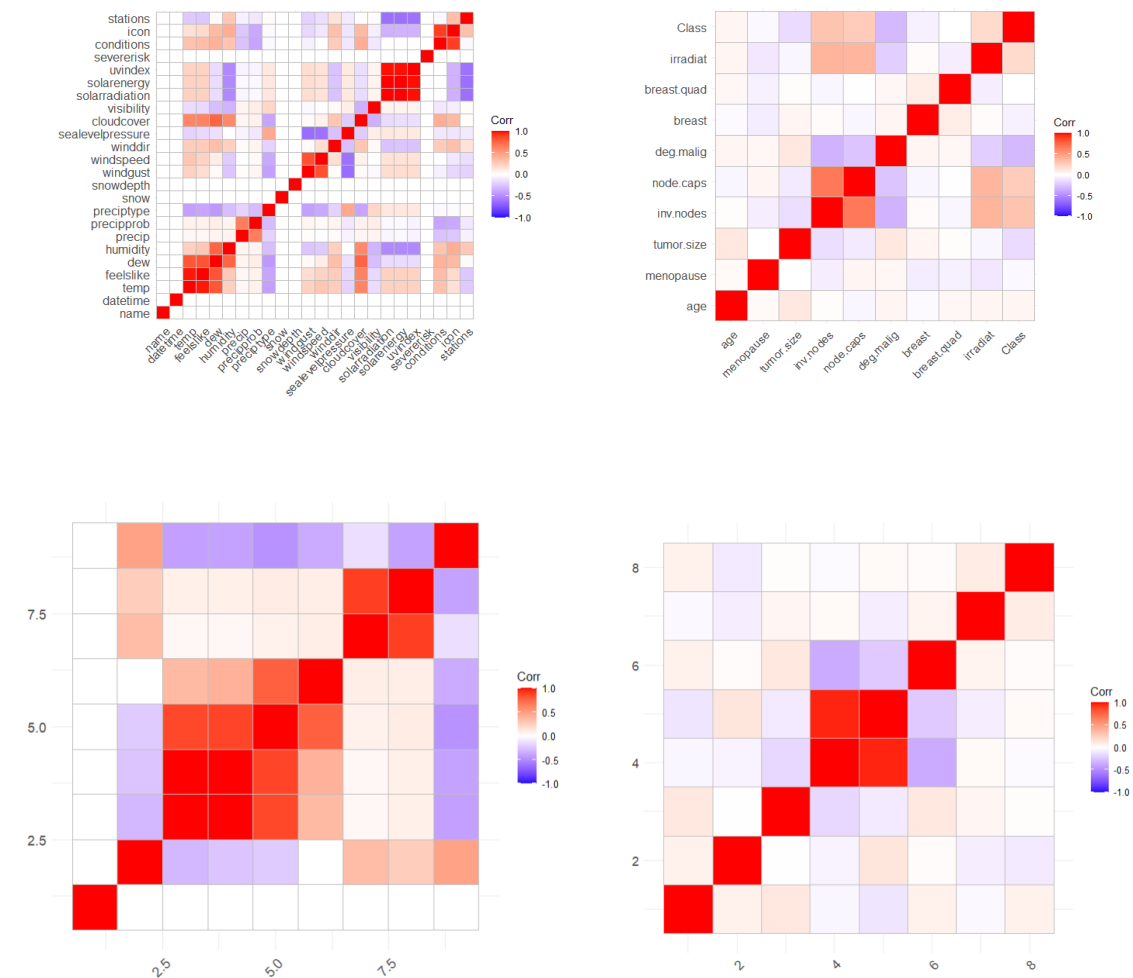 stations
icon
conditions
severerisk
uvindex
solarenergy
solarradiation
visibility
cloudcover
sealevelpressure
winddir
windspeed
windgust
snowdepth
snow
preciptype
precipprob
precip
humidity
dew
feelslike
temp
datetime
name
name
datetime
temp
feelslike
dew
humidity
precip
precipprob
preciptype
snow
snowdepth
windgust
windspeed
winddir
sealevelpressure
cloudcover
visibility
solarradiation
solarenergy
uvindex
severerisk
conditions
icon
stations
Corr
1.0
0.5
0.0
-0.5
-1.0
Class
irradiat
breast.quad
breast
deg.malig
node.caps
inv.nodes
tumor.size
menopause
age
age
menopause
tumor.size
inv.nodes
node.caps
deg.malig
breast
breast.quad
irradiat
Class
Corr
1.0
0.5
0.0
-0.5
-1.0
7.5
5.0
2.5
2.5
5.0
7.5
Corr
1.0
0.5
0.0
-0.5
-1.0
8
6
4
2
2
4
6
8
Corr
1.0
0.5
0.0
-0.5
-1.0